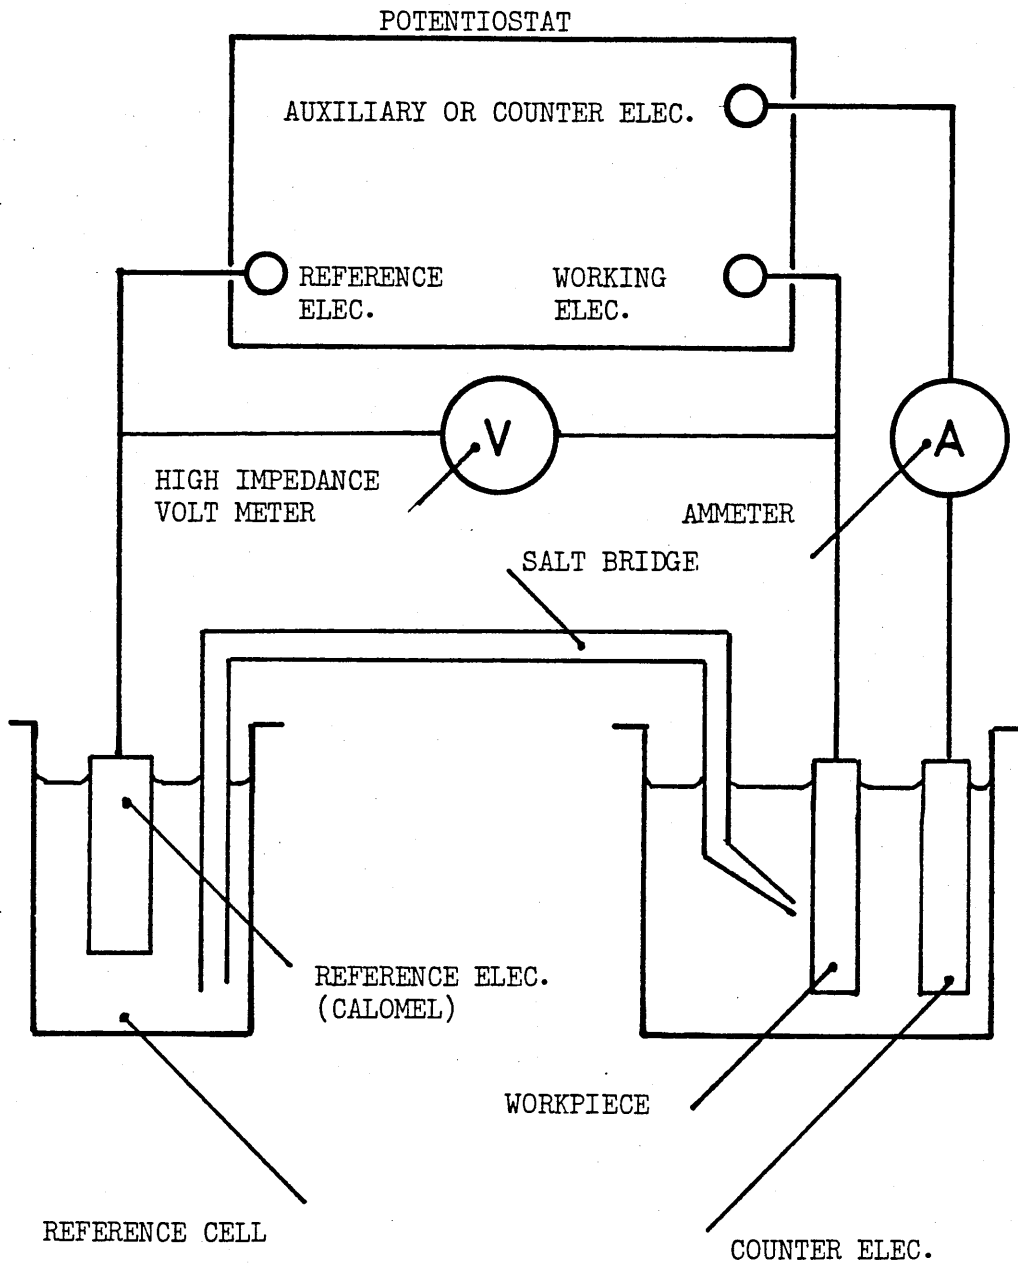 POTENTIOSTAT
AUXILIARY OR COUNTER ELEC.
REFERENCE
ELEC.
WORKING
ELEC.
V
A
HIGH IMPEDANCE
VOLT METER
AMMETER
SALT BRIDGE
REFERENCE ELEC.
(CALOMEL)
WORKPIECE
REFERENCE CELL
COUNTER ELEC.